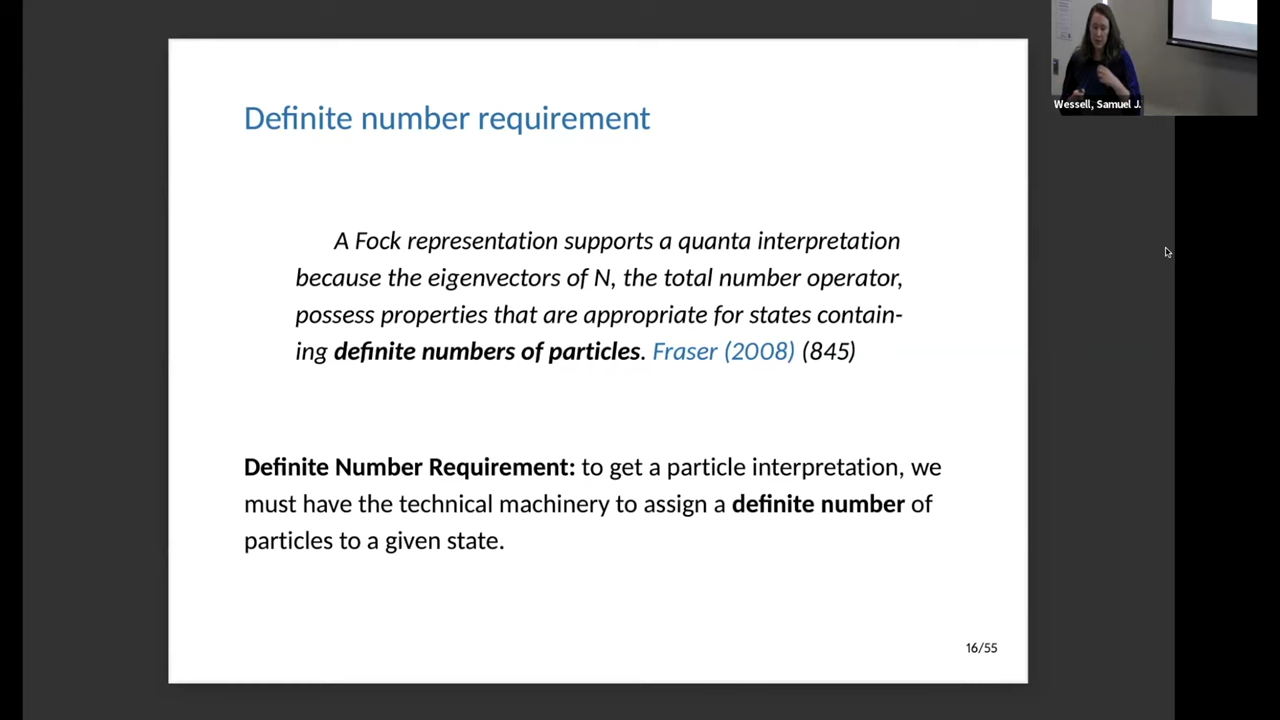 Definite number requirement
A Fock representation supports a quanta interpretation
because the eigenvectors of N, the total number operator,
possess properties that are appropriate for states contain-
ing definite numbers of particles. Fraser (2008) (845)
Definite Number Requirement: to get a particle interpretation, we
must have the technical machinery to assign a definite number of
particles to a given state.
16/55
Wessell, Samuel J.